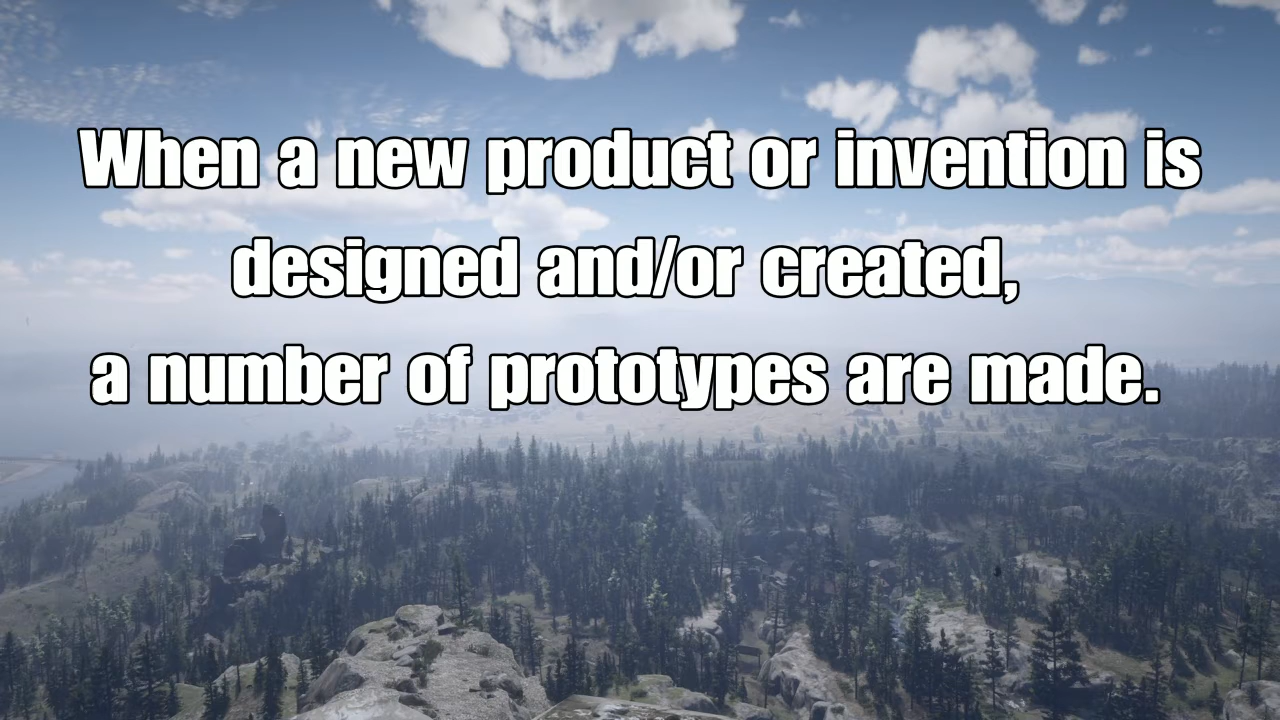 When a new product or invention is
designed and/or created,
a number of prototypes are made.